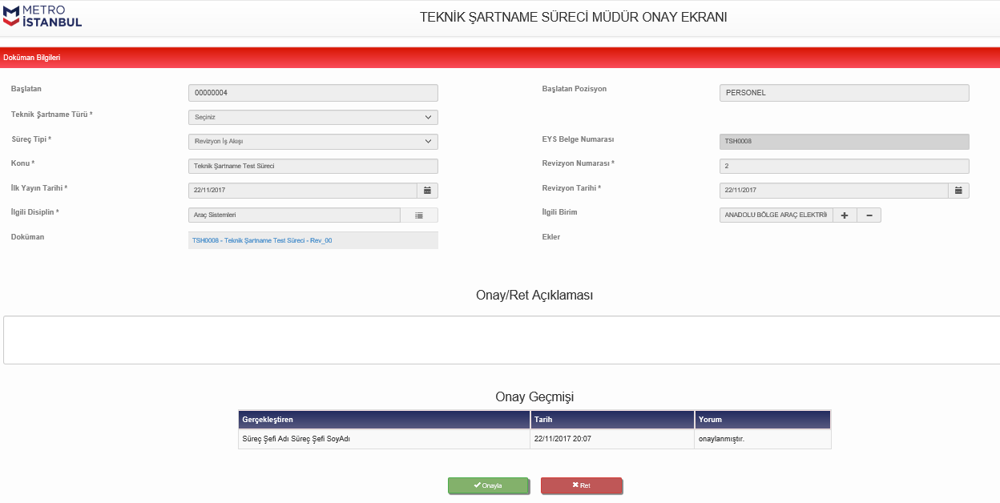 METRO
İSTANBUL
TEKNİK ŞARTNAME SÜRECİ MÜDÜR ONAY EKRANI
Doküman Bilgileri
Başlatan
00000004
Başlatan Pozisyon
PERSONEL
Teknik Şartname Türü *
Seçiniz
Süreç Tipi *
Revizyon İş Akışı
EYS Belge Numarası
TSH0008
Konu *
Teknik Şartname Test Süreci
Revizyon Numarası *
2
İlk Yayın Tarihi *
22/11/2017
Revizyon Tarihi *
22/11/2017
İlgili Disiplin *
Araç Sistemleri
İlgili Birim
ANADOLU BÖLGE ARAÇ ELEKTRİK
Doküman
TSH0008 - Teknik Şartname Test Süreci - Rev_00
Ekler
Onay/Ret Açıklaması
Onay Geçmişi
Gerçekleştiren Tarih Yorum
Süreç Şefi Adı Süreç Şefi SoyAdı 22/11/2017 20:07 onaylanmıştır.
Onayla
Ret